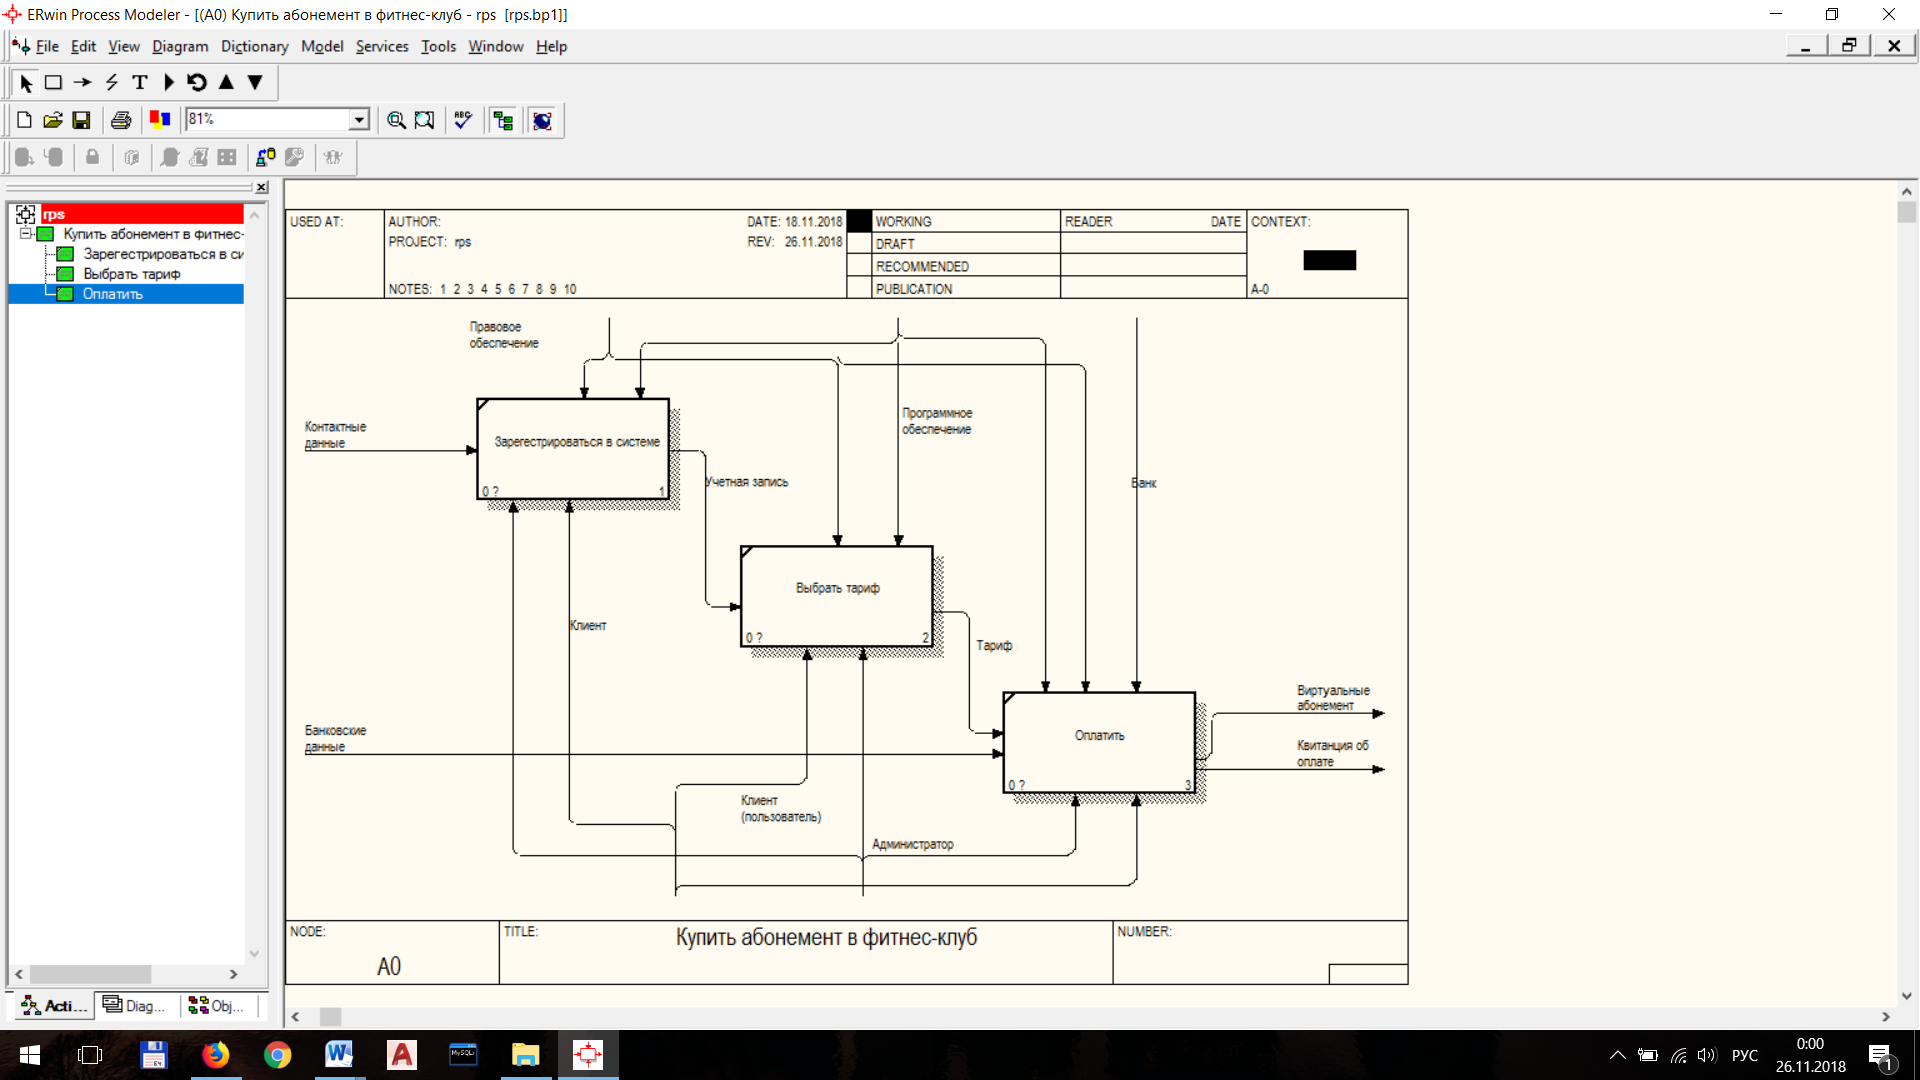 ERwin Process Modeler - [(A0) Купить абонемент в фитнес-клуб - rps  [rps.bp1]]
File Edit View Diagram Dictionary Model Services Tools Window Help
81%
ABC
rps
Купить абонемент в фитнес-
Зарегестрироваться в си
Выбрать тариф
Оплатить
Acti...
Diag...
Obj...
USED AT:
AUTHOR:
DATE: 18.11.2018
PROJECT: rps
REV: 26.11.2018
NOTES: 1 2 3 4 5 6 7 8 9 10
WORKING
DRAFT
RECOMMENDED
PUBLICATION
READER
DATE
CONTEXT:
A-0
Правовое
обеспечение
Контактные
данные
Зарегестрироваться в системе
0 ?
1
Учетная запись
Программное
обеспечение
Банк
Выбрать тариф
0 ?
2
Клиент
Тариф
Банковские
данные
Оплатить
0 ?
3
Виртуальные
абонемент
Квитанция об
оплате
Клиент
(пользователь)
Администратор
NODE:
A0
TITLE:
Купить абонемент в фитнес-клуб
NUMBER:
64
W
A
MySQL
РУС
0:00
26.11.2018
1